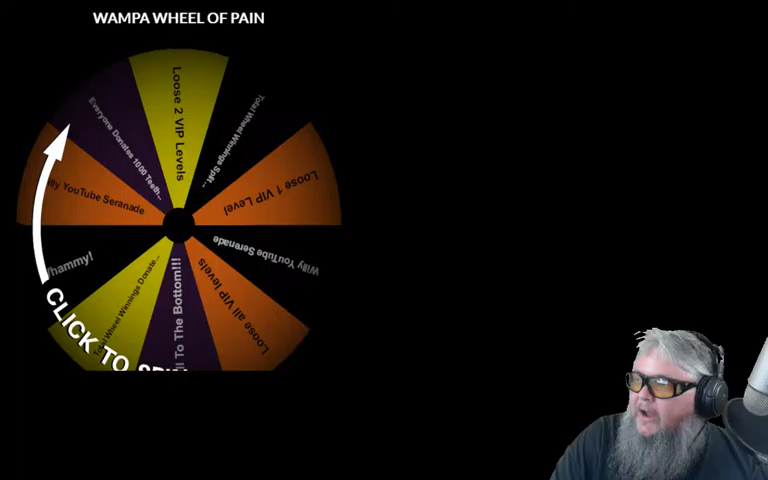 WAMPA WHEEL OF PAIN
Loose 2 VIP Levels
Total Wheel Winnings Split...
Loose 1 VIP Level
Willy YouTube Serenade
Loose all VIP levels
To The Bottom!!!
Wheel Winnings Donate...
Whammy!
YouTube Seranade
Everyone Donates 1000 Teeth...
CLICK TO